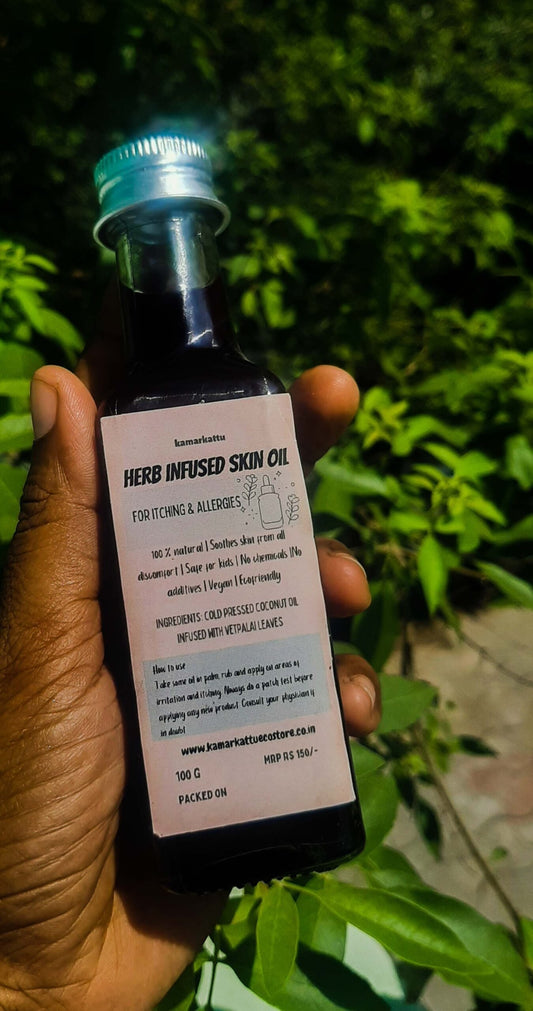 kamarkattu
HERB INFUSED SKIN OIL
FOR ITCHING & ALLERGIES
100 % natural | Soothes skin from all
discomfort | Safe for kids | No chemicals |No
additives | Vegan | Ecofriendly
INGREDIENTS: COLD PRESSED COCONUT OIL
INFUSED WITH VETPALAI LEAVES
How to use
Take some oil in palm, rub and apply on areas of
irritation and itching. Always do a patch test before
applying any new product. Consult your physician if
in doubt
www.kamarkattuecostore.co.in
100 G
MRP RS 150/-
PACKED ON